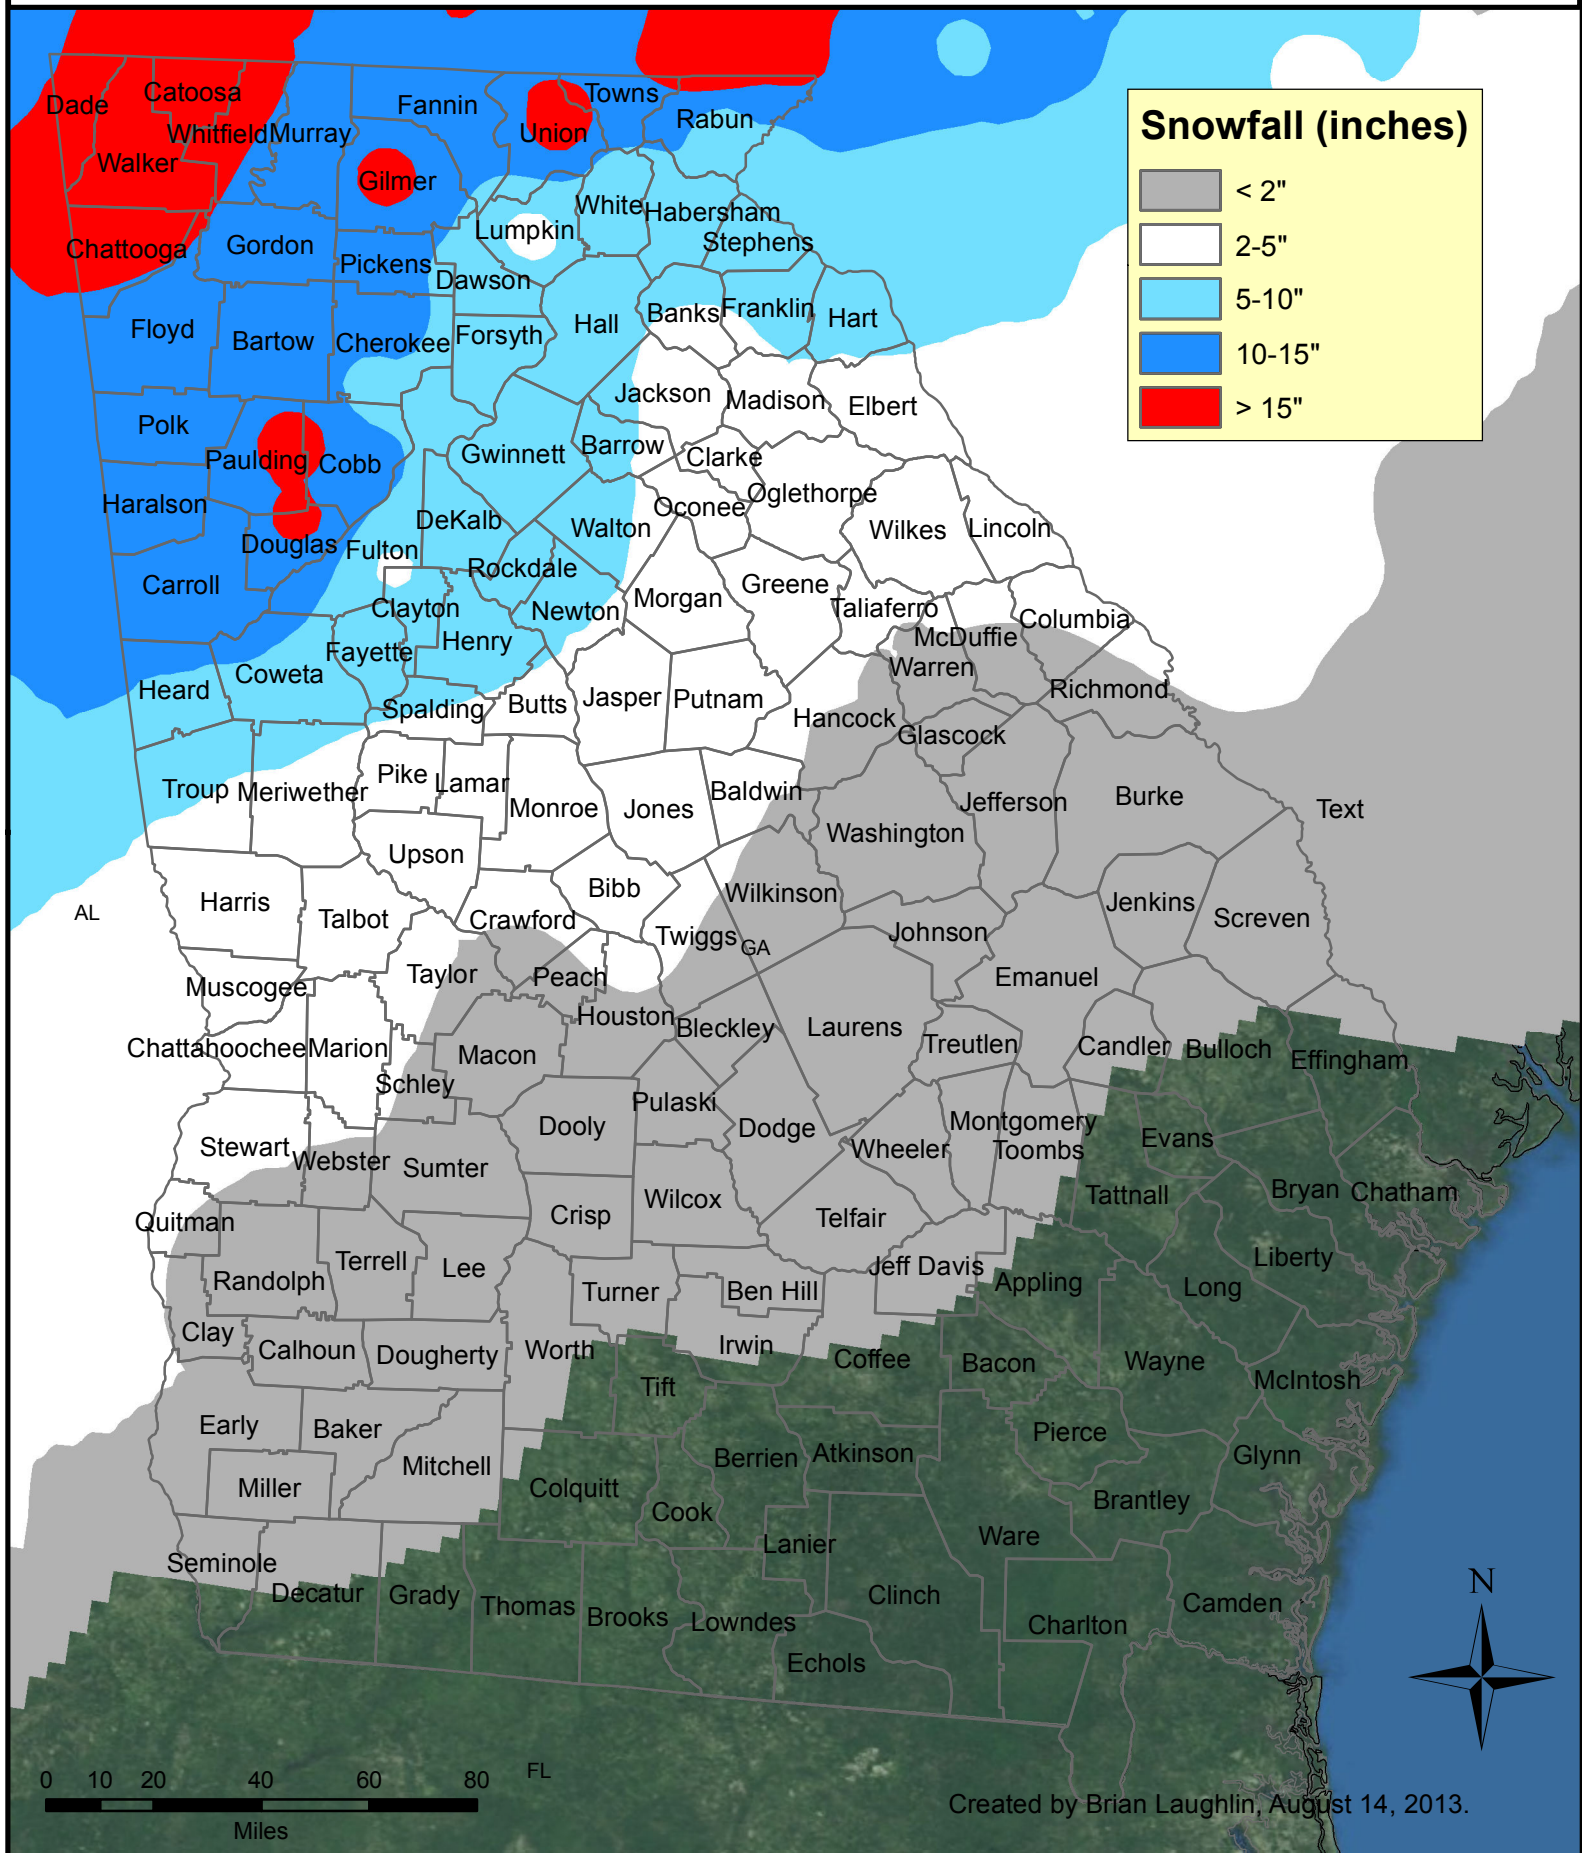 Snowfall (inches)
< 2"
2-5"
5-10"
10-15"
> 15"
Dade
Catoosa
Fannin
Towns
Union
Rabun
Whitfield
Murray
Walker
Gilmer
White
Habersham
Lumpkin
Stephens
Chattooga
Gordon
Pickens
Dawson
Banks
Franklin
Hart
Hall
Floyd
Bartow
Cherokee
Forsyth
Jackson
Madison
Elbert
Polk
Paulding
Cobb
Gwinnett
Barrow
Clarke
Oglethorpe
Oconee
Haralson
DeKalb
Walton
Wilkes
Lincoln
Douglas
Fulton
Rockdale
Carroll
Greene
Morgan
Clayton
Newton
Taliaferro
Columbia
McDuffie
Henry
Fayette
Warren
Coweta
Heard
Richmond
Spalding
Butts
Jasper
Putnam
Hancock
Glascock
Troup
Meriwether
Pike
Lamar
Monroe
Jones
Baldwin
Jefferson
Burke
Text
Washington
Upson
Bibb
Wilkinson
Harris
Jenkins
AL
Talbot
Crawford
Screven
Twiggs
GA
Johnson
Taylor
Peach
Emanuel
Muscogee
Houston
Bleckley
Laurens
Treutlen
Candler
Bulloch
Effingham
Chattahoochee
Marion
Macon
Schley
Pulaski
Dooly
Dodge
Montgomery
Evans
Toombs
Wheeler
Stewart
Webster
Sumter
Wilcox
Tattnall
Bryan
Chatham
Quitman
Crisp
Telfair
Liberty
Terrell
Lee
Jeff Davis
Randolph
Turner
Ben Hill
Appling
Long
Clay
Calhoun
Dougherty
Worth
Irwin
Coffee
Bacon
Wayne
McIntosh
Tift
Early
Baker
Pierce
Mitchell
Berrien
Atkinson
Glynn
Miller
Colquitt
Cook
Brantley
Ware
Lanier
Seminole
Decatur
Grady
Thomas
Brooks
Lowndes
Clinch
Charlton
Camden
Echols
N
0 10 20 40 60 80
Miles
FL
Created by Brian Laughlin, August 14, 2013.